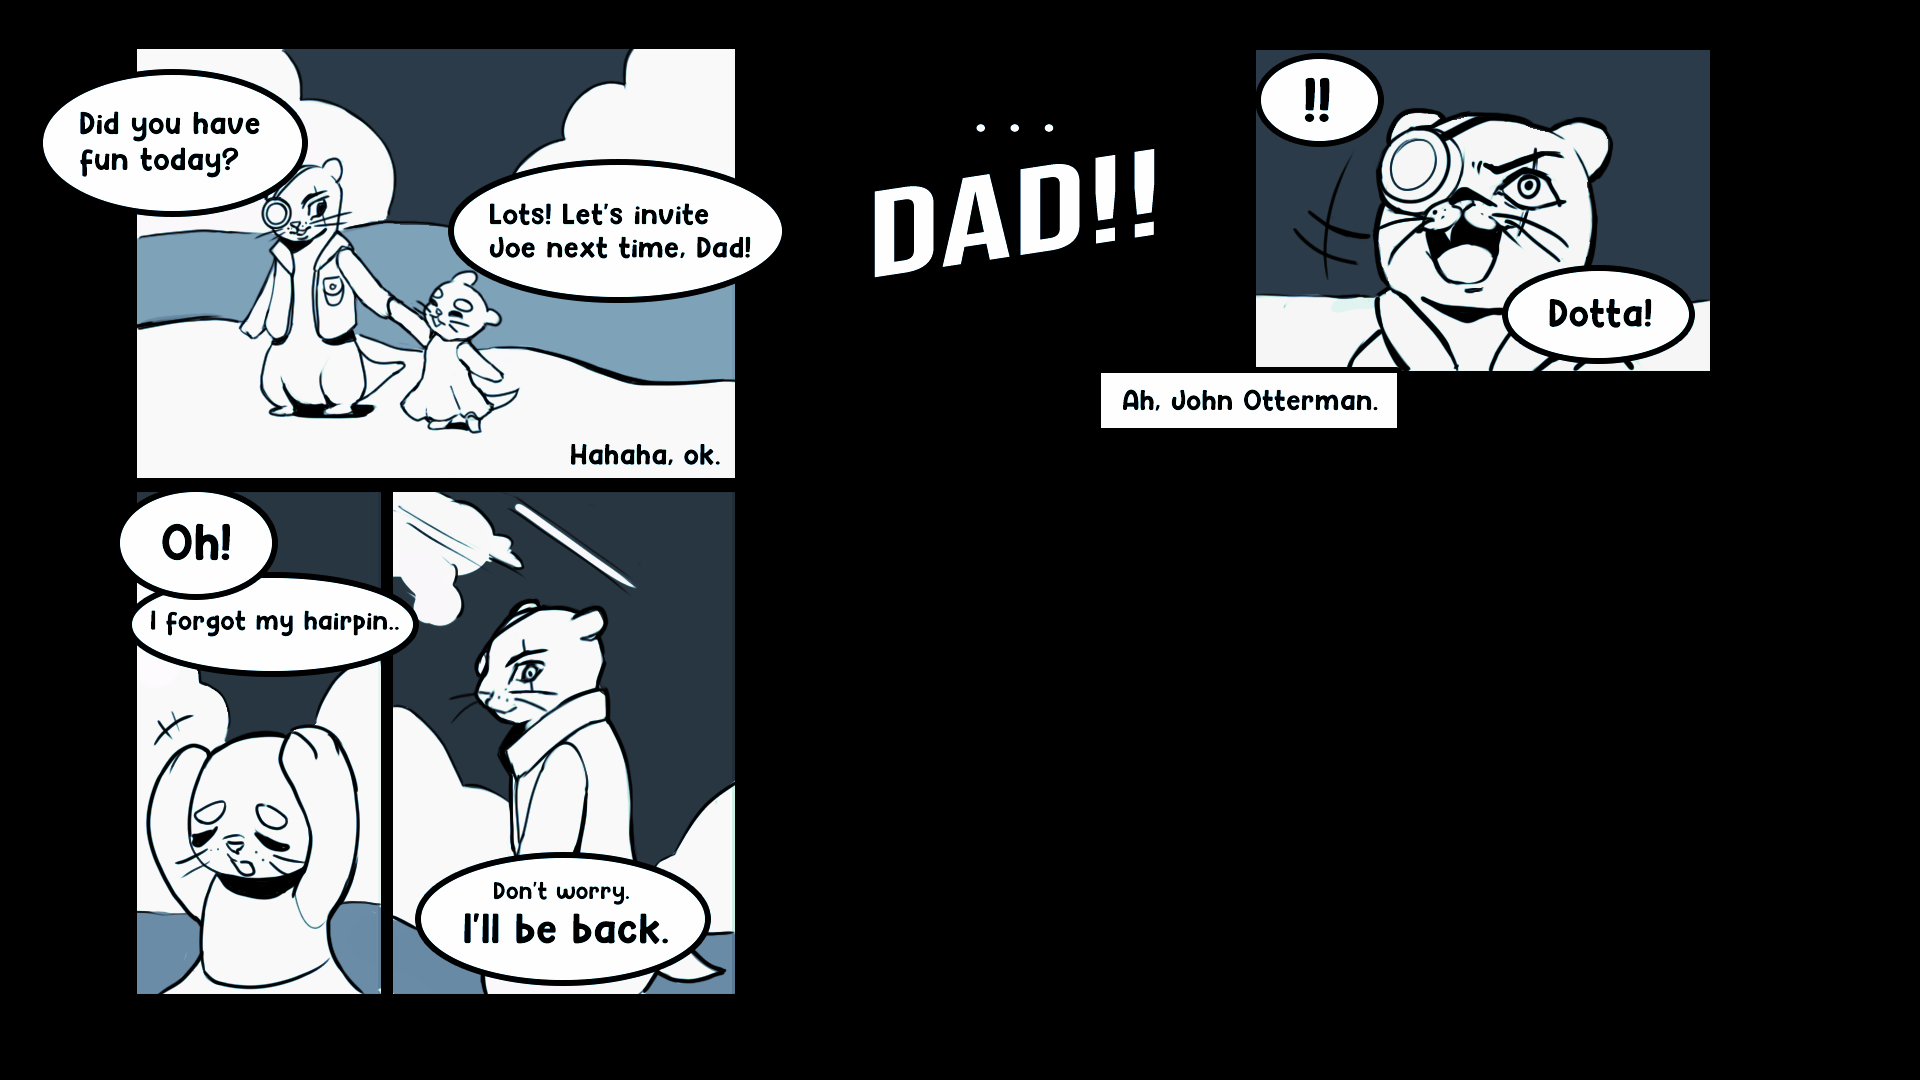 Did you have
fun today?
Lots! Let's invite
Joe next time, Dad!
Hahaha, ok.
Oh!
I forgot my hairpin..
Don't worry.
I'll be back.
...
DAD!!
!!
Dotta!
Ah, John Otterman.